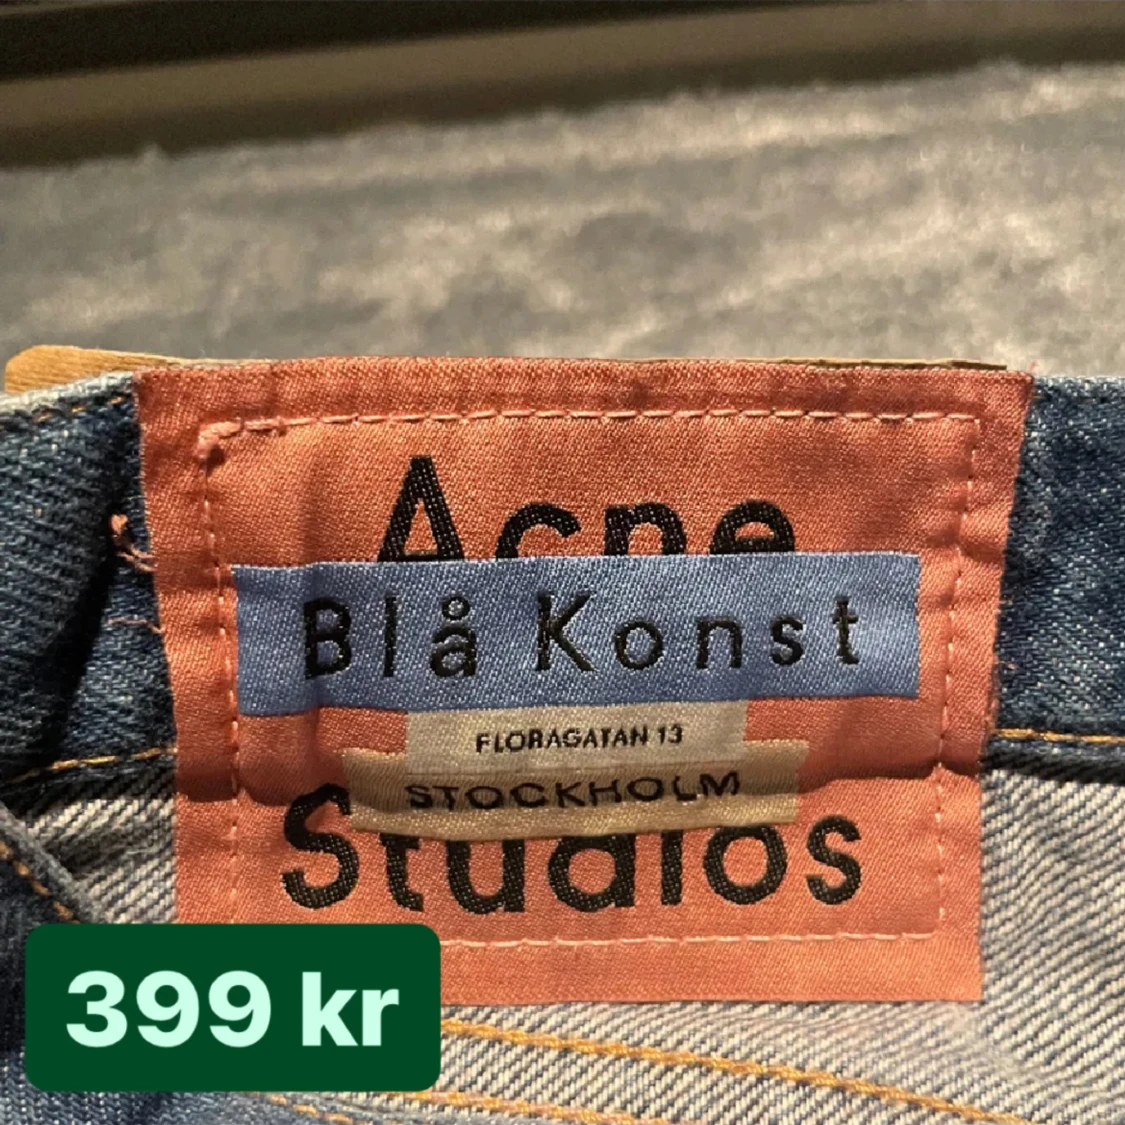 Acne
Blå Konst
FLORAGATAN 13
STOCKHOLM
Studios
399 kr